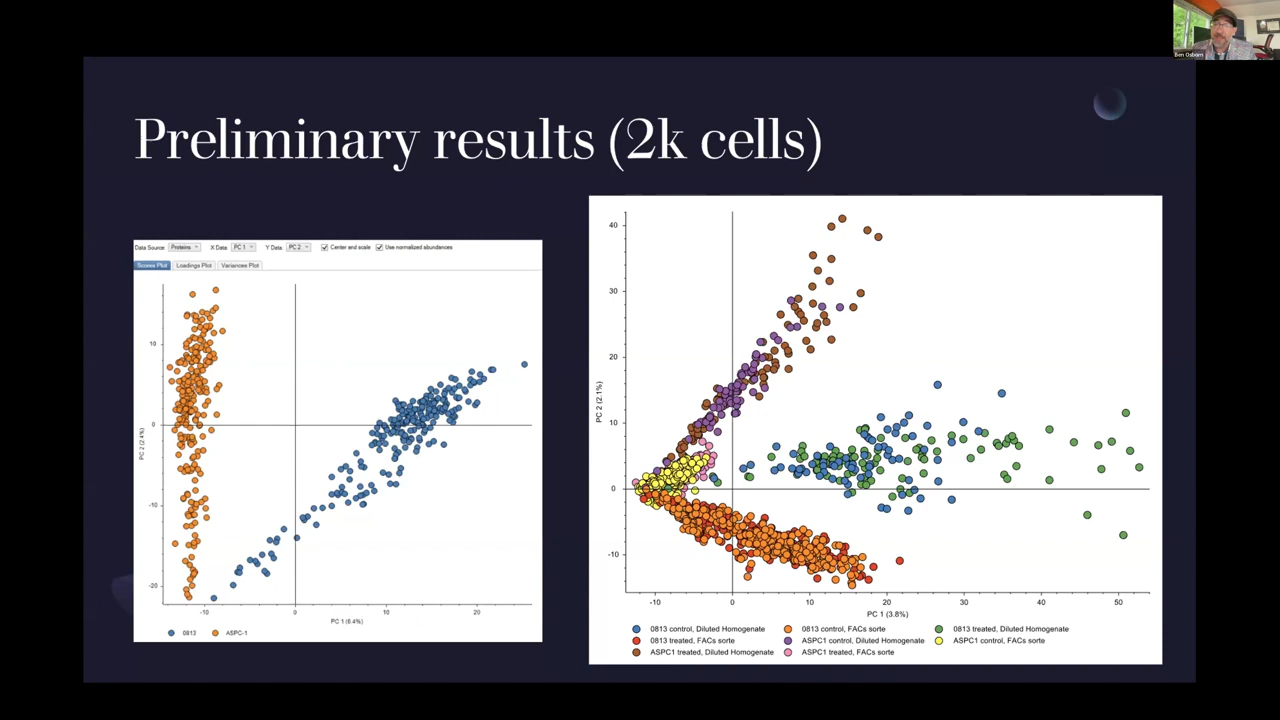 Ben Osborn
Preliminary results (2k cells)
Data Source: Proteins X Data: PC 1 Y Data: PC 2 Center and scale Use normalized abundances
Scores Plot Loadings Plot Variances Plot
10
0
-10
-20
PC 2 (2.4%)
-10 0 10 20
PC 1 (6.4%)
0813 ASPC-1
40
30
20
10
0
-10
PC 2 (2.1%)
-10 0 10 20 30 40 50
PC 1 (3.8%)
0813 control, Diluted Homogenate 0813 control, FACs sorte 0813 treated, Diluted Homogenate
0813 treated, FACs sorte ASPC1 control, Diluted Homogenate ASPC1 control, FACs sorte
ASPC1 treated, Diluted Homogenate ASPC1 treated, FACs sorte